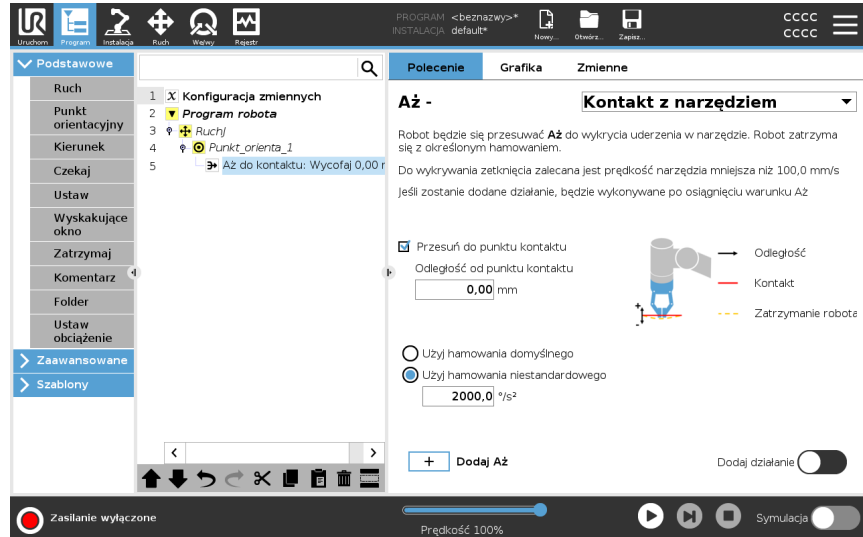 UR
PROGRAM <beznazwy>*
INSTALACJA default*
cccc
cccc
Uruchom Program Instalacja Ruch We/wy Rejestr Nowy... Otwórz... Zapisz...
Podstawowe
Ruch
Punkt
orientacyjny
Kierunek
Czekaj
Ustaw
Wyskakujące
okno
Zatrzymaj
Komentarz
Folder
Ustaw
obciążenie
Zaawansowane
Szablony
1 X Konfiguracja zmiennych
2 Program robota
3 RuchJ
4 Punkt_orienta_1
5 Aż do kontaktu: Wycofaj 0,00 r
Polecenie Grafika Zmienne
Aż - Kontakt z narzędziem
Robot będzie się przesuwać Aż do wykrycia uderzenia w narzędzie. Robot zatrzyma
się z określonym hamowaniem.
Do wykrywania zetknięcia zalecana jest prędkość narzędzia mniejsza niż 100,0 mm/s
Jeśli zostanie dodane działanie, będzie wykonywane po osiągnięciu warunku Aż
Przesuń do punktu kontaktu
Odległość od punktu kontaktu
0,00 mm
+
-
Odległość
Kontakt
Zatrzymanie robota
Użyj hamowania domyślnego
Użyj hamowania niestandardowego
2000,0 °/s²
+ Dodaj Aż
Dodaj działanie
Zasilanie wyłączone
Prędkość 100%
Symulacja